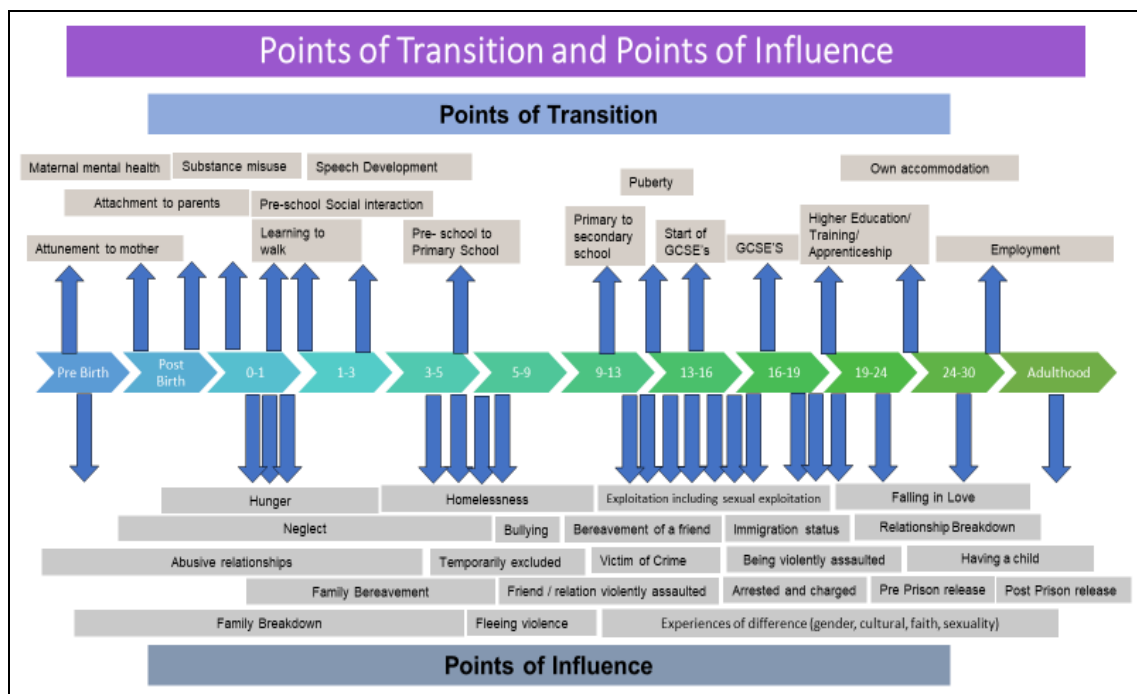 Points of Transition and Points of Influence
Points of Transition
Maternal mental health
Substance misuse
Speech Development
Own accommodation
Puberty
Attachment to parents
Pre-school Social interaction
Attunement to mother
Learning to
walk
Pre- school to
Primary School
Primary to
secondary
school
Start of
GCSE's
GCSE'S
Higher Education/
Training/
Apprenticeship
Employment
Pre Birth
Post
Birth
0-1
1-3
3-5
5-9
9-13
13-16
16-19
19-24
24-30
Adulthood
Hunger
Homelessness
Exploitation including sexual exploitation
Falling in Love
Neglect
Bullying
Bereavement of a friend
Immigration status
Relationship Breakdown
Abusive relationships
Temporarily excluded
Victim of Crime
Being violently assaulted
Having a child
Family Bereavement
Friend / relation violently assaulted
Arrested and charged
Pre Prison release
Post Prison release
Family Breakdown
Fleeing violence
Experiences of difference (gender, cultural, faith, sexuality)
Points of Influence